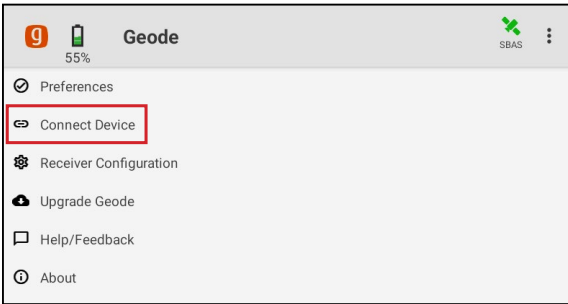 g
Geode
55%
SBAS
Preferences
Connect Device
Receiver Configuration
Upgrade Geode
Help/Feedback
About